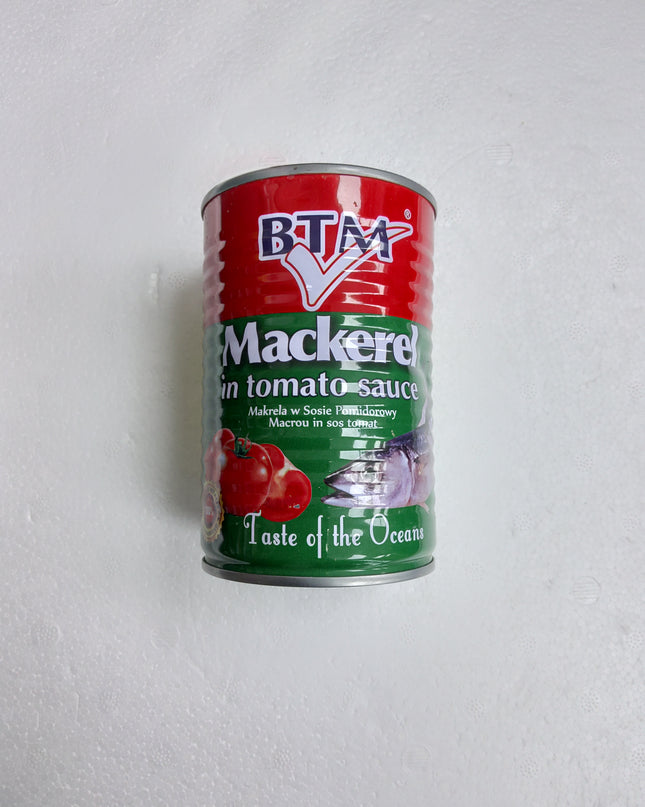 BTM®
Mackerel
in tomato sauce
Makrela w Sosie Pomidorowy
Macrou in sos tomat
Taste of the Oceans